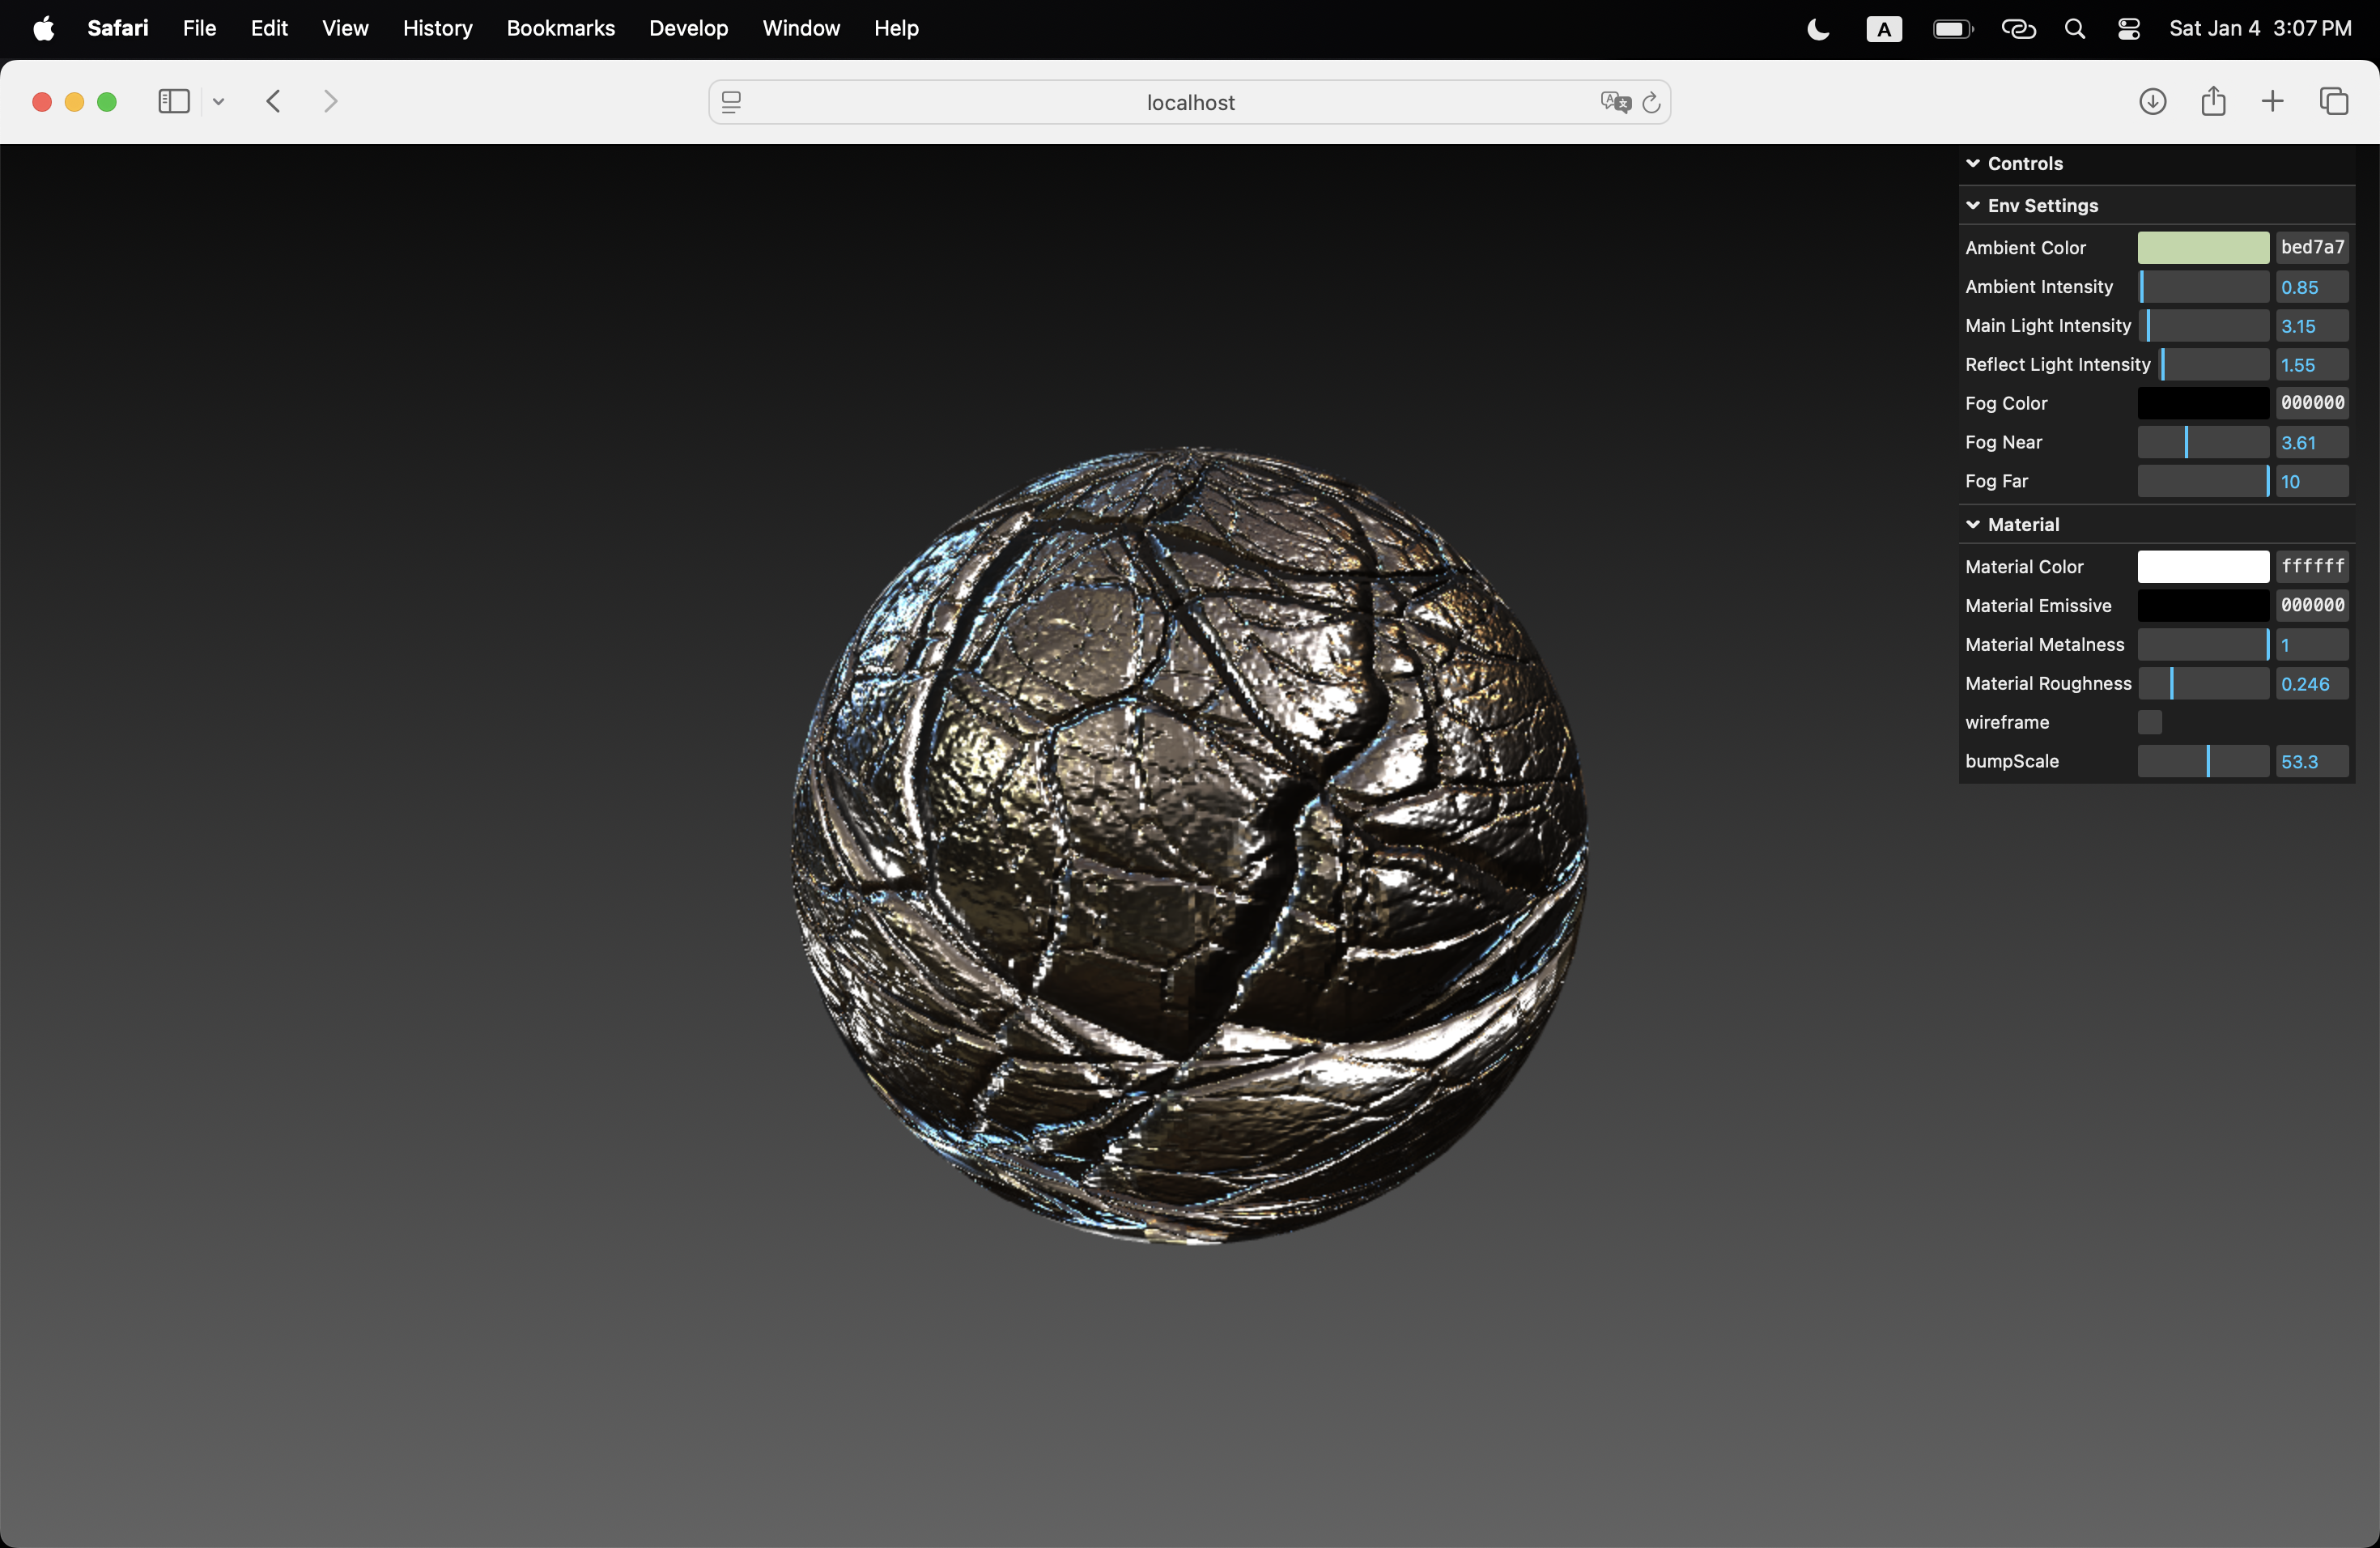 Safari File Edit View History Bookmarks Develop Window Help A Sat Jan 4 3:07 PM
localhost
Controls
Env Settings
Ambient Color bed7a7
Ambient Intensity 0.85
Main Light Intensity 3.15
Reflect Light Intensity 1.55
Fog Color 000000
Fog Near 3.61
Fog Far 10
Material
Material Color ffffff
Material Emissive 000000
Material Metalness 1
Material Roughness 0.246
wireframe
bumpScale 53.3